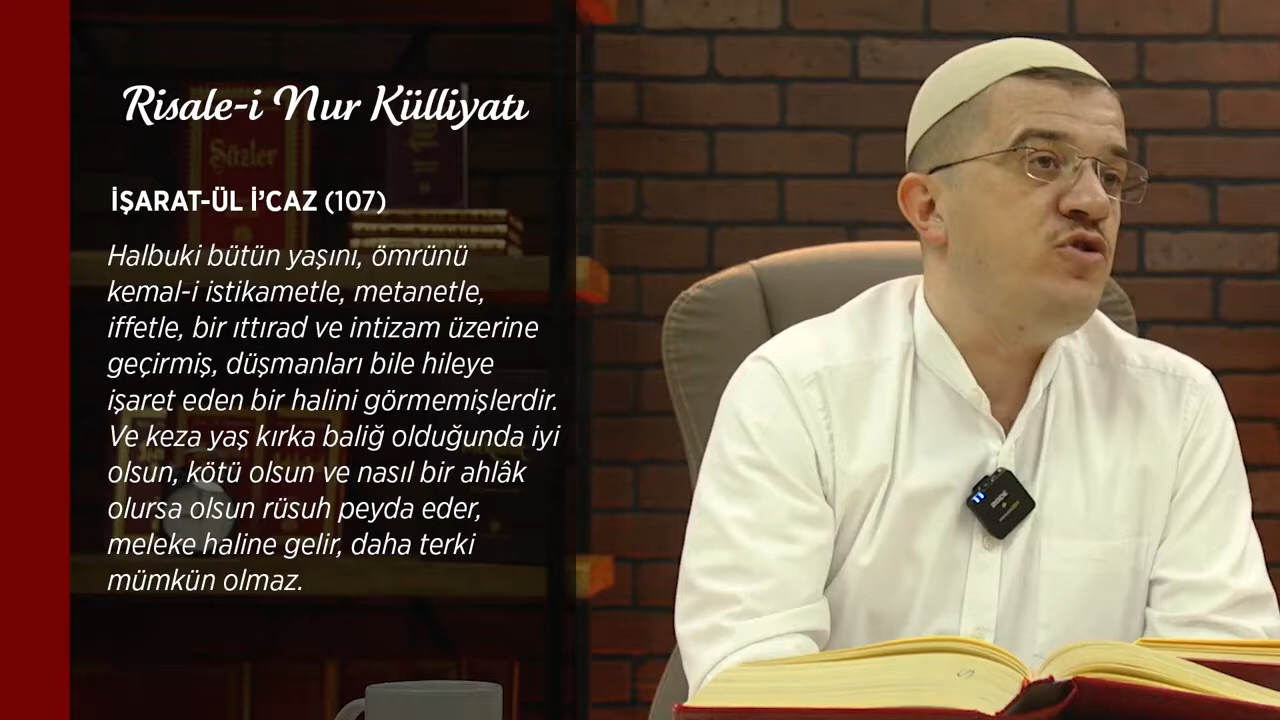 Risale-i Nur Külliyatı
İŞARAT-ÜL İ’CAZ (107)
Halbuki bütün yaşını, ömrünü
kemal-i istikametle, metanetle,
iffetle, bir ıttırad ve intizam üzerine
geçirmiş, düşmanları bile hileye
işaret eden bir halini görmemişlerdir.
Ve keza yaş kırka baliğ olduğunda iyi
olsun, kötü olsun ve nasıl bir ahlâk
olursa olsun rüsuh peyda eder,
meleke haline gelir, daha terki
mümkün olmaz.
Sözler